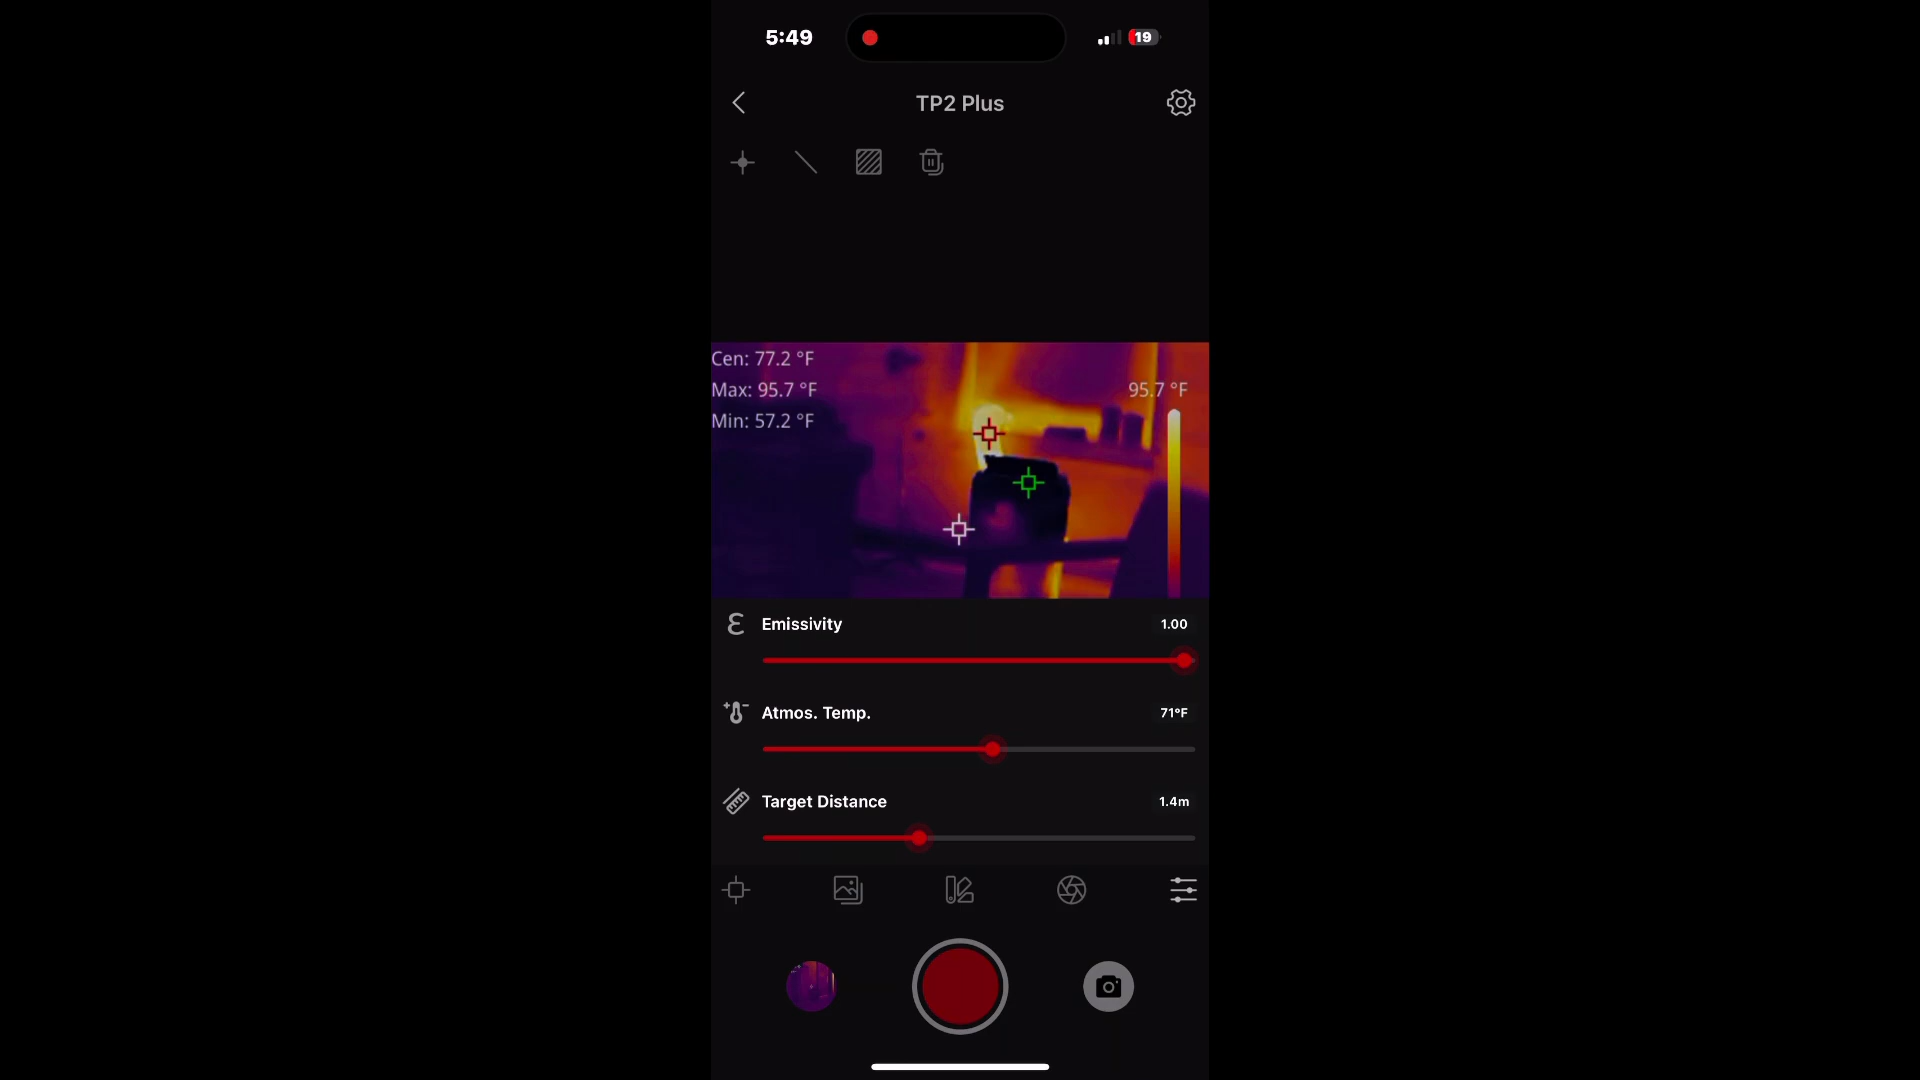 5:49
19
TP2 Plus
Cen: 77.2 °F
Max: 95.7 °F
95.7 °F
Min: 57.2 °F
Emissivity
1.00
Atmos. Temp.
71°F
Target Distance
1.4m